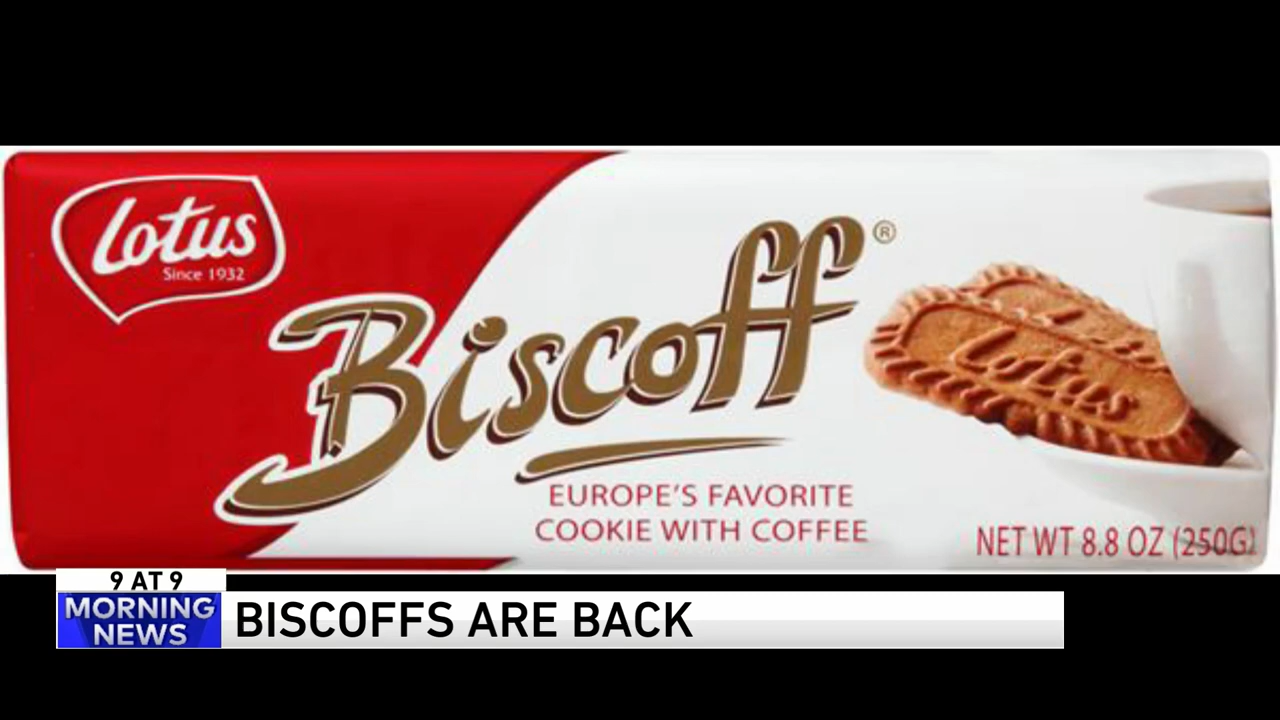 Lotus
Since 1932
Biscoff®
EUROPE'S FAVORITE
COOKIE WITH COFFEE
Lotus
NET WT 8.8 OZ (250G)
9 AT 9
MORNING
NEWS
BISCOFFS ARE BACK